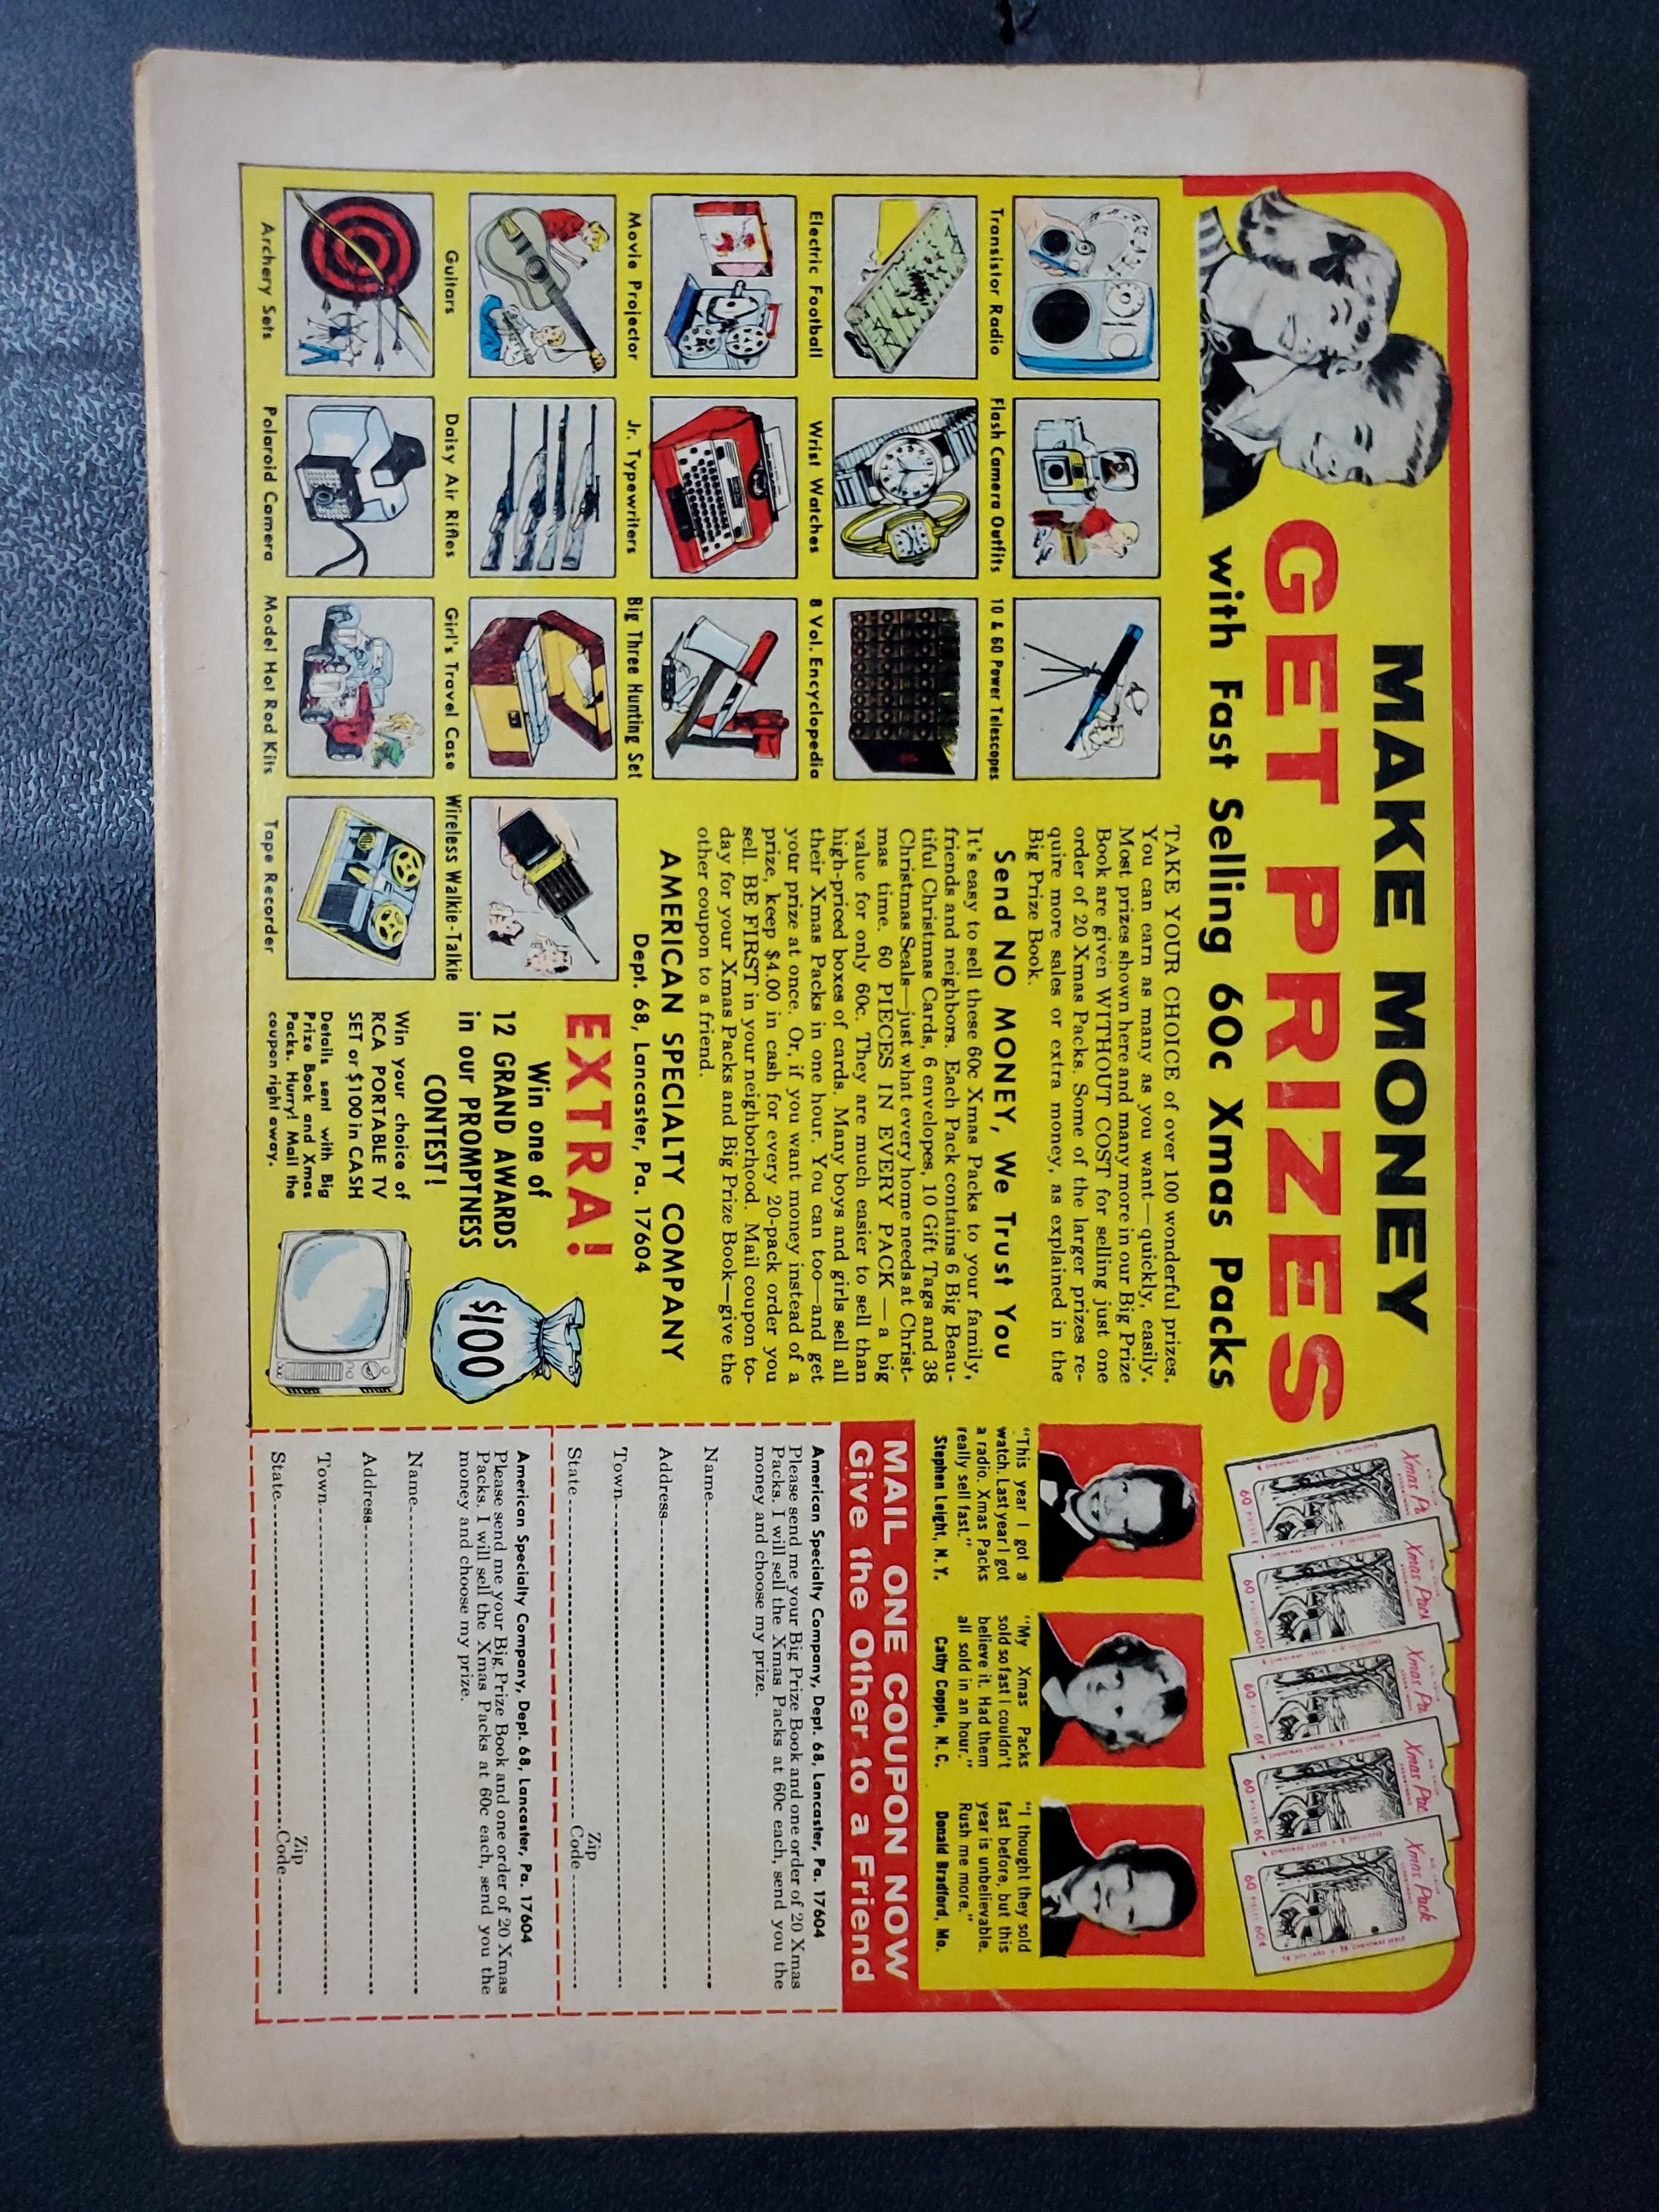 MAKE MONEY
GET PRIZES
with Fast Selling 60c Xmas Packs
Transistor Radio
Flash Camera Outfits
10 & 60 Power Telescopes
Electric Football
Wrist Watches
8 Vol. Encyclopedia
Movie Projector
Jr. Typewriters
Big Three Hunting Set
Guitars
Daisy Air Rifles
Girl's Travel Case
Wireless Walkie-Talkie
Archery Sets
Polaroid Camera
Model Hot Rod Kits
Tape Recorder
TAKE YOUR CHOICE of over 100 wonderful prizes.
You can earn as many as you want—quickly, easily.
Most prizes shown here and many more in our Big Prize
Book are given WITHOUT COST for selling just one
order of 20 Xmas Packs. Some of the larger prizes re-
quire more sales or extra money, as explained in the
Big Prize Book.
Send NO MONEY, We Trust You
It's easy to sell these 60c Xmas Packs to your family,
friends and neighbors. Each Pack contains 6 Big Beau-
tiful Christmas Cards, 6 envelopes, 10 Gift Tags and 38
Christmas Seals—just what every home needs at Christ-
mas time. 60 PIECES IN EVERY PACK — a big
value for only 60c. They are much easier to sell than
high-priced boxes of cards. Many boys and girls sell all
their Xmas Packs in one hour. You can too—and get
your prize at once. Or, if you want money instead of a
prize, keep $4.00 in cash for every 20-pack order you
sell. BE FIRST in your neighborhood. Mail coupon to-
day for your Xmas Packs and Big Prize Book—give the
other coupon to a friend.
AMERICAN SPECIALTY COMPANY
Dept. 68, Lancaster, Pa. 17604
EXTRA!
Win one of
12 GRAND AWARDS
in our PROMPTNESS
CONTEST!
$100
Win your choice of
RCA PORTABLE TV
SET or $100 in CASH
Details sent with Big
Prize Book and Xmas
Packs. Hurry! Mail the
coupon right away.
Xmas Pa
60
Xmas Pack
60 PIECES 60¢
Xmas Pa
60
Xmas Pac
60
Xmas Pack
60 PIECES 60¢
"This year I got a
watch. Last year I got
a radio. Xmas Packs
really sell fast."
Stephen Leight, N. Y.
"My Xmas Packs
sold so fast I couldn't
believe it. Had them
all sold in an hour."
Cathy Copple, N. C.
"I thought they sold
fast before, but this
year is unbelievable.
Rush me more."
Donald Bradford, Mo.
MAIL ONE COUPON NOW
Give the Other to a Friend
American Specialty Company, Dept. 68, Lancaster, Pa. 17604
Please send me your Big Prize Book and one order of 20 Xmas
Packs. I will sell the Xmas Packs at 60c each, send you the
money and choose my prize.
Name
Address
Town
State Zip Code
American Specialty Company, Dept. 68, Lancaster, Pa. 17604
Please send me your Big Prize Book and one order of 20 Xmas
Packs. I will sell the Xmas Packs at 60c each, send you the
money and choose my prize.
Name
Address
Town
State Zip Code